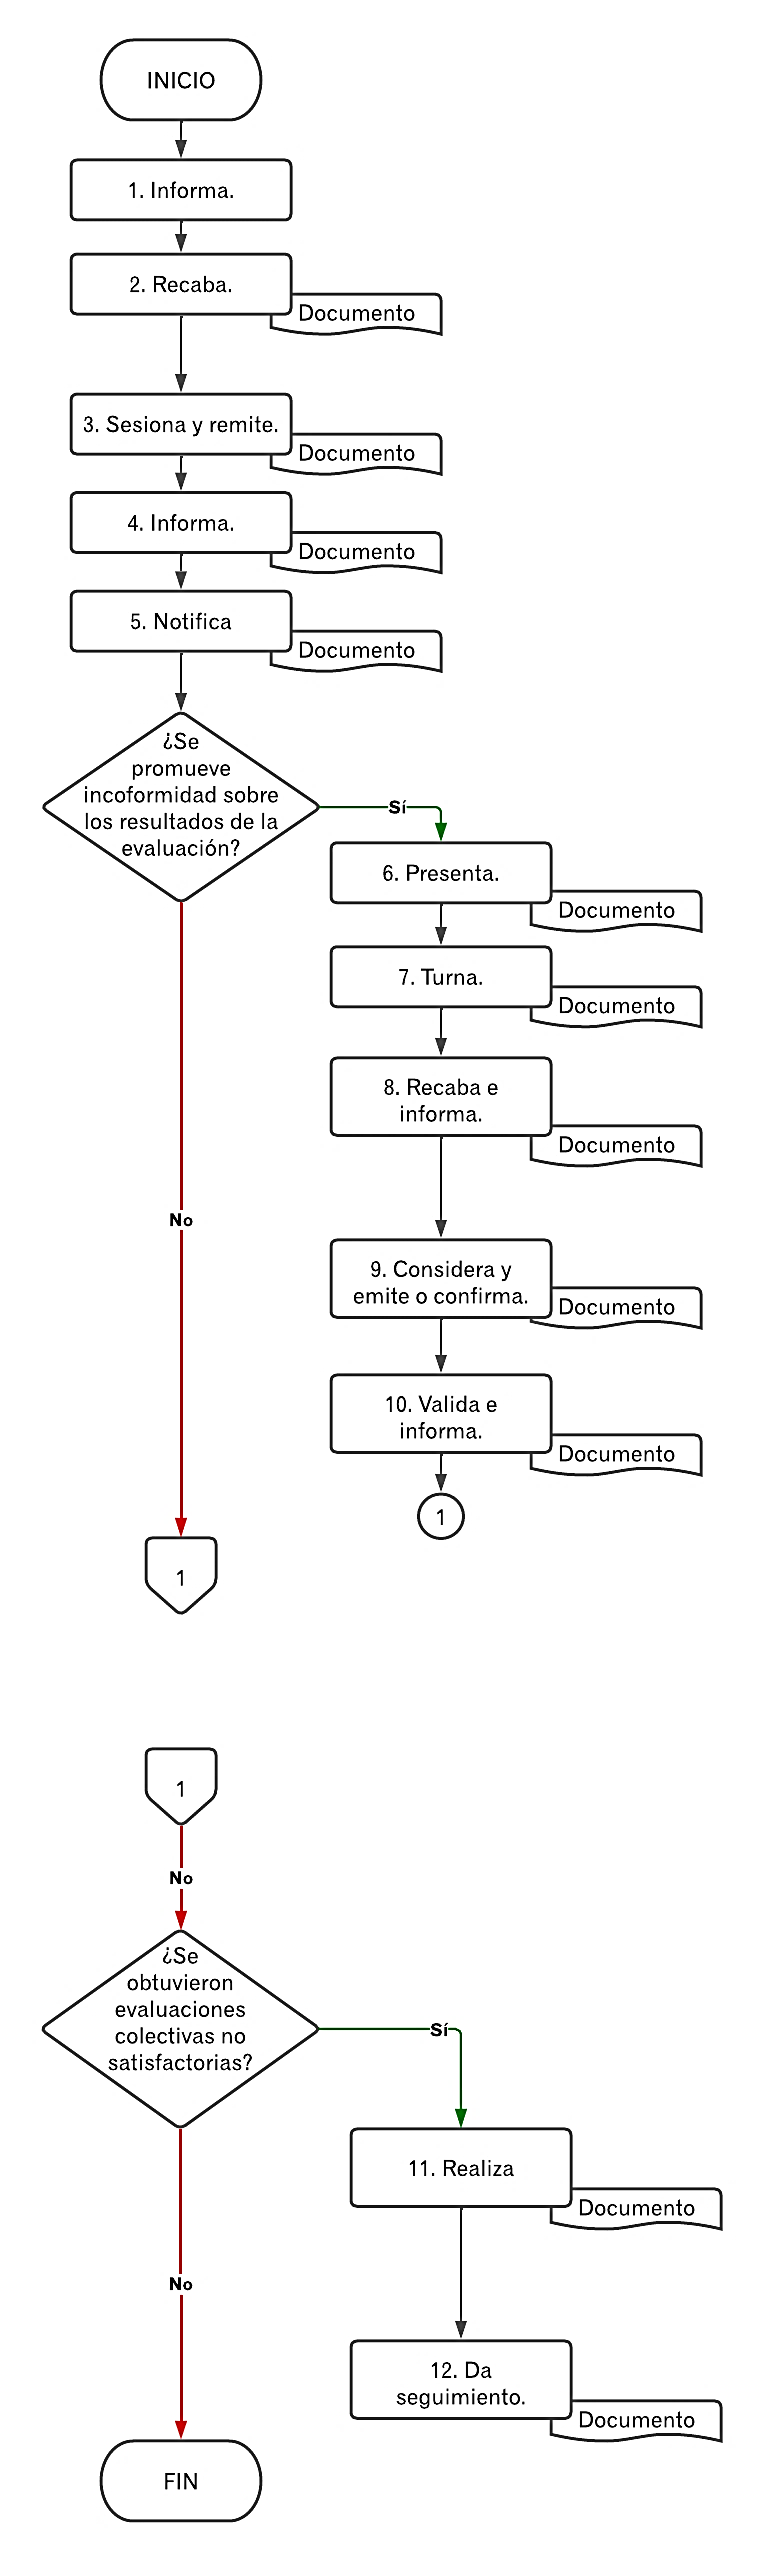 INICIO
1. Informa.
2. Recaba.
Documento
3. Sesiona y remite.
Documento
4. Informa.
Documento
5. Notifica
Documento
¿Se
promueve
incoformidad sobre
los resultados de la
evaluación?
Sí
6. Presenta.
Documento
7. Turna.
Documento
8. Recaba e
informa.
Documento
No
9. Considera y
emite o confirma.
Documento
10. Valida e
informa.
Documento
1
1
1
No
¿Se
obtuvieron
evaluaciones
colectivas no
satisfactorias?
Sí
11. Realiza
Documento
No
12. Da
seguimiento.
Documento
FIN